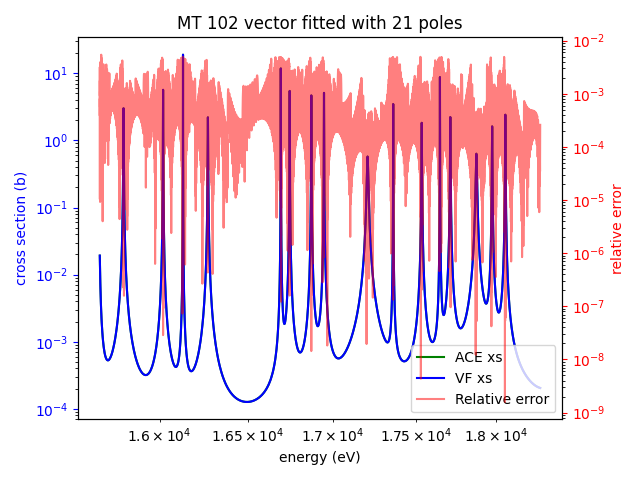 MT 102 vector fitted with 21 poles
10¹
10⁰
10⁻¹
10⁻²
10⁻³
10⁻⁴
cross section (b)
10⁻²
10⁻³
10⁻⁴
10⁻⁵
10⁻⁶
10⁻⁷
10⁻⁸
10⁻⁹
relative error
ACE xs
VF xs
Relative error
1.6 × 10⁴ 1.65 × 10⁴ 1.7 × 10⁴ 1.75 × 10⁴ 1.8 × 10⁴
energy (eV)